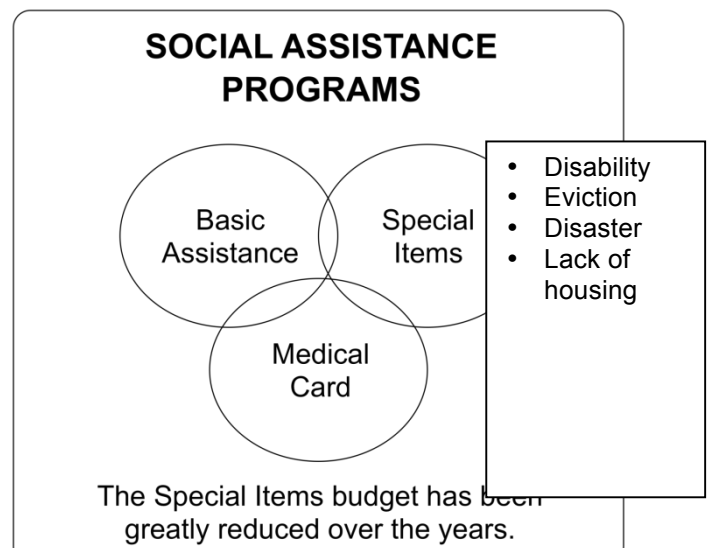 SOCIAL ASSISTANCE
PROGRAMS
Basic
Assistance
Special
Items
Medical
Card
• Disability
• Eviction
• Disaster
• Lack of
housing
The Special Items budget has been
greatly reduced over the years.